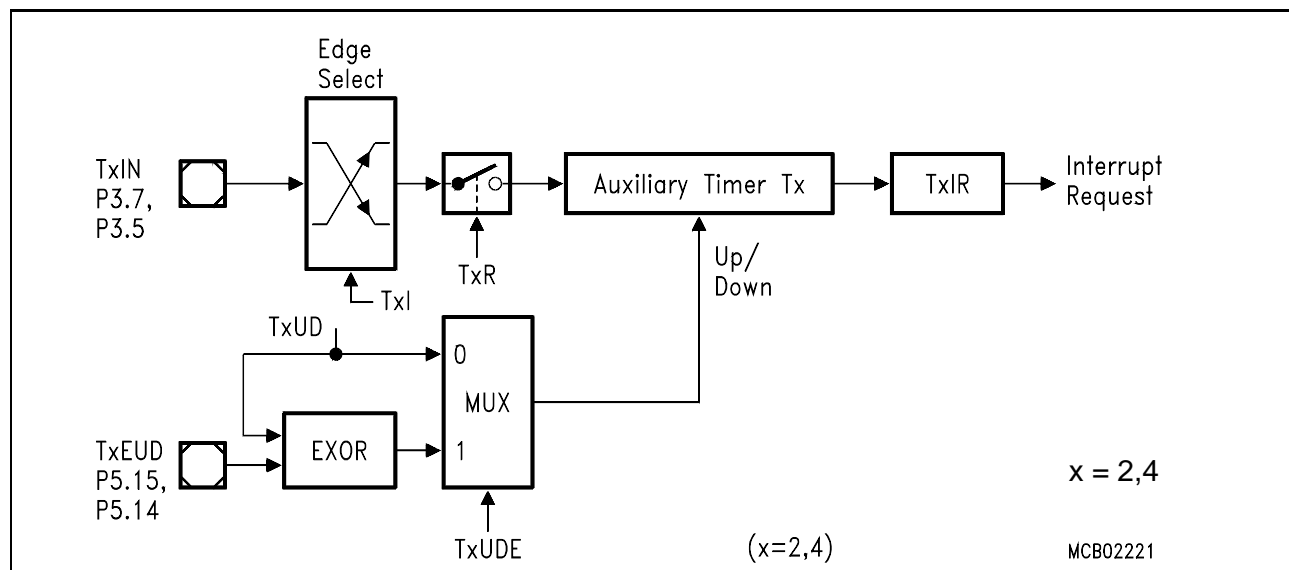 Edge
Select
TxIN
P3.7,
P3.5
Auxiliary Timer Tx
TxIR
Interrupt
Request
TxR
Up/
Down
TxI
TxUD
0
MUX
1
EXOR
TxEUD
P5.15,
P5.14
TxUDE
x = 2,4
(x=2,4)
MCB02221